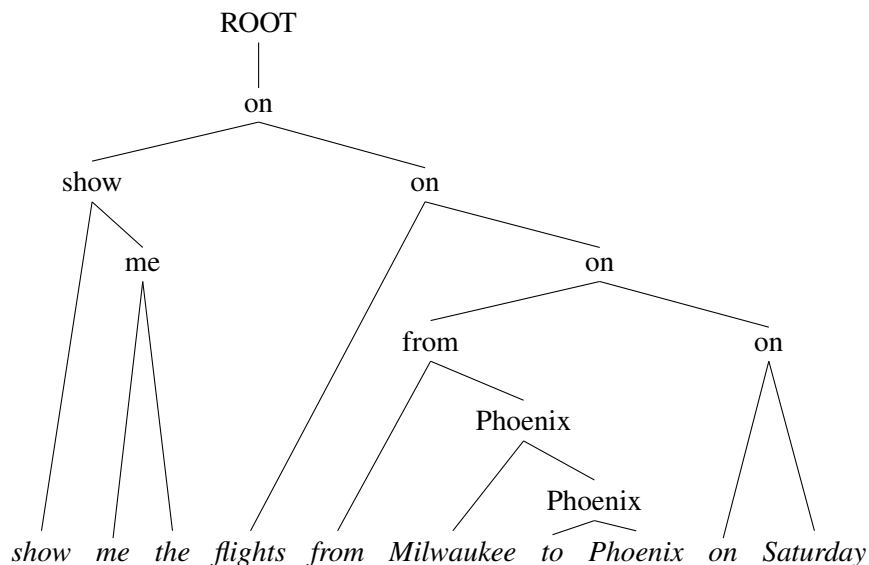 ROOT
on
show on
me on
from on
Phoenix
Phoenix
show me the flights from Milwaukee to Phoenix on Saturday